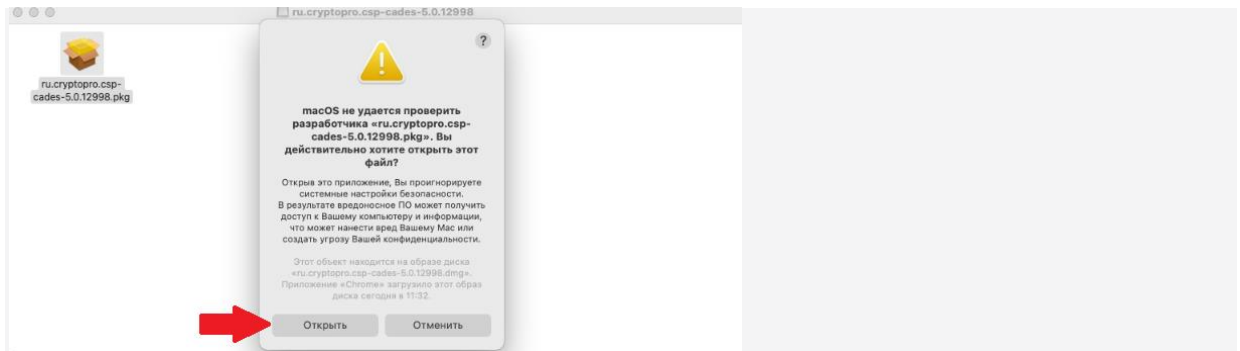 ru.cryptopro.csp-cades-5.0.12998
ru.cryptopro.csp-
cades-5.0.12998.pkg
?
macOS не удается проверить
разработчика «ru.cryptopro.csp-
cades-5.0.12998.pkg». Вы
действительно хотите открыть этот
файл?
Открыв это приложение, Вы проигнорируете
системные настройки безопасности.
В результате вредоносное ПО может получить
доступ к Вашему компьютеру и информации,
что может нанести вред Вашему Mac или
создать угрозу Вашей конфиденциальности.
Этот объект находится на образе диска
«ru.cryptopro.csp-cades-5.0.12998.dmg».
Приложение «Chrome» загрузило этот образ
диска сегодня в 11:32.
Открыть
Отменить